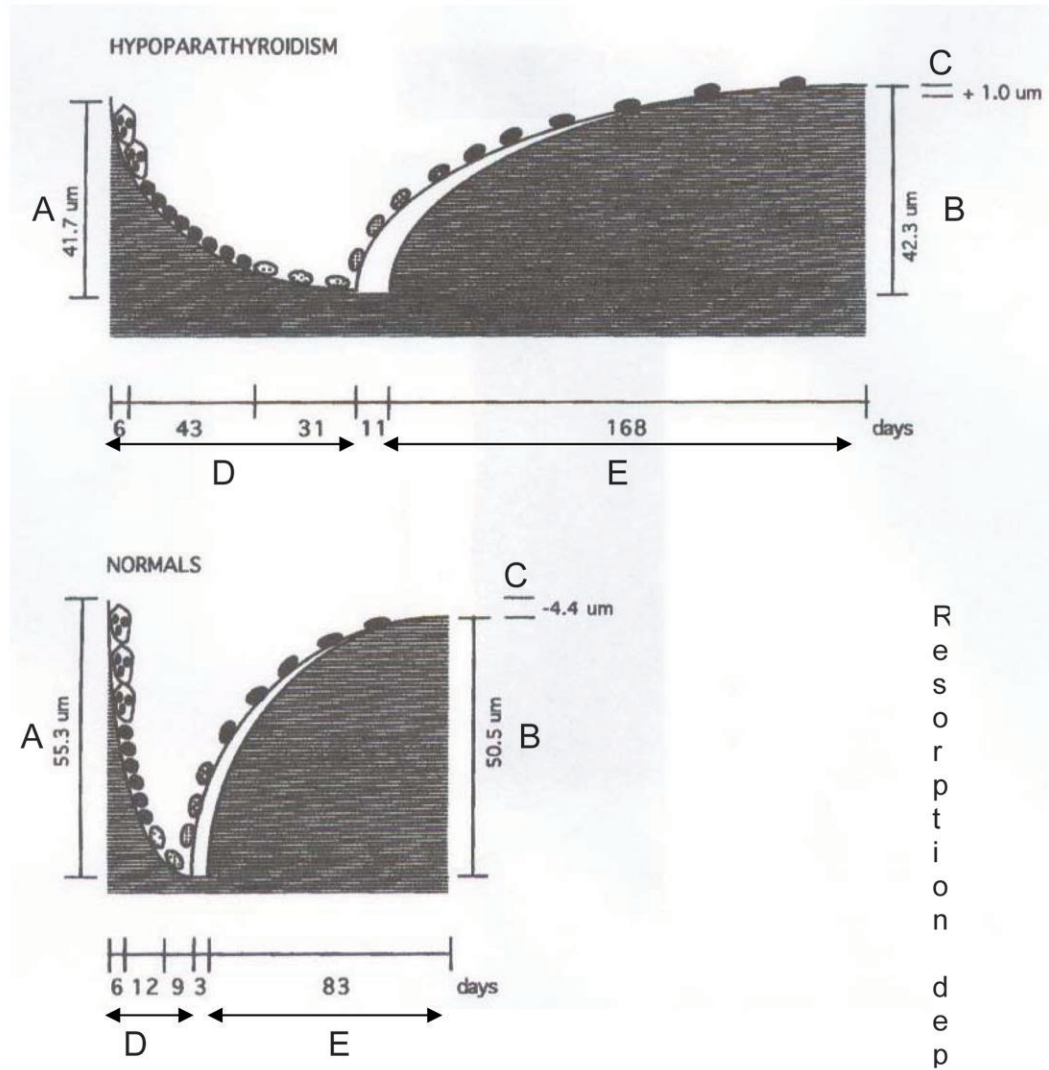 HYPOPARATHYROIDISM
C
+ 1.0 um
A
41.7 um
42.3 um
B
6 43 31 11 168 days
D E
NORMALS
C
-4.4 um
A
55.3 um
50.5 um
B
6 12 9 3 83 days
D E
R
e
s
o
r
p
t
i
o
n
d
e
p